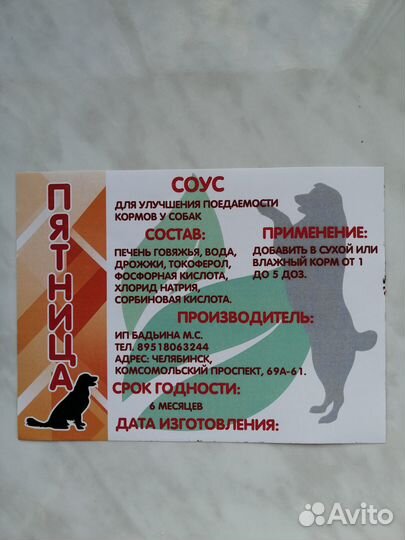 ПЯТНИЦА
СОУС
ДЛЯ УЛУЧШЕНИЯ ПОЕДАЕМОСТИ
КОРМОВ У СОБАК
СОСТАВ:
ПЕЧЕНЬ ГОВЯЖЬЯ, ВОДА,
ДРОЖЖИ, ТОКОФЕРОЛ,
ФОСФОРНАЯ КИСЛОТА,
ХЛОРИД НАТРИЯ,
СОРБИНОВАЯ КИСЛОТА.
ПРИМЕНЕНИЕ:
ДОБАВИТЬ В СУХОЙ ИЛИ
ВЛАЖНЫЙ КОРМ ОТ 1
ДО 5 ДОЗ.
ПРОИЗВОДИТЕЛЬ:
ИП БАДЬИНА М.С.
ТЕЛ. 89518063244
АДРЕС: ЧЕЛЯБИНСК,
КОМСОМОЛЬСКИЙ ПРОСПЕКТ, 69А-61.
СРОК ГОДНОСТИ:
6 МЕСЯЦЕВ
ДАТА ИЗГОТОВЛЕНИЯ:
Avito